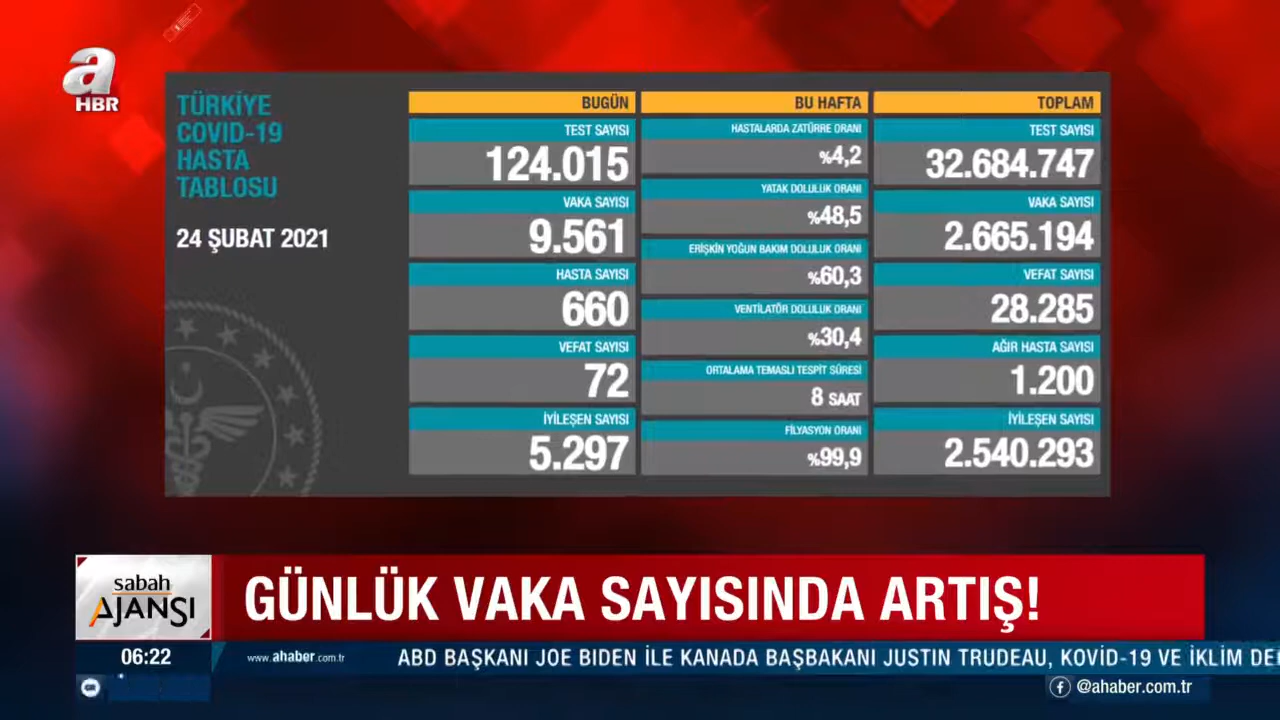 a
HBR
TÜRKİYE
COVID-19
HASTA
TABLOSU
24 ŞUBAT 2021
BUGÜN
TEST SAYISI
124.015
VAKA SAYISI
9.561
HASTA SAYISI
660
VEFAT SAYISI
72
İYİLEŞEN SAYISI
5.297
BU HAFTA
HASTALARDA ZATÜRRE ORANI
%4,2
YATAK DOLULUK ORANI
%48,5
ERİŞKİN YOĞUN BAKIM DOLULUK ORANI
%60,3
VENTİLATÖR DOLULUK ORANI
%30,4
ORTALAMA TEMASLI TESPİT SÜRESİ
8 SAAT
FİLYASYON ORANI
%99,9
TOPLAM
TEST SAYISI
32.684.747
VAKA SAYISI
2.665.194
VEFAT SAYISI
28.285
AĞIR HASTA SAYISI
1.200
İYİLEŞEN SAYISI
2.540.293
sabah
AJANSI
GÜNLÜK VAKA SAYISINDA ARTIŞ!
06:22
www.ahaber.com.tr
ABD BAŞKANI JOE BIDEN İLE KANADA BAŞBAKANI JUSTIN TRUDEAU, KOVİD-19 VE İKLİM DE
@ahaber.com.tr